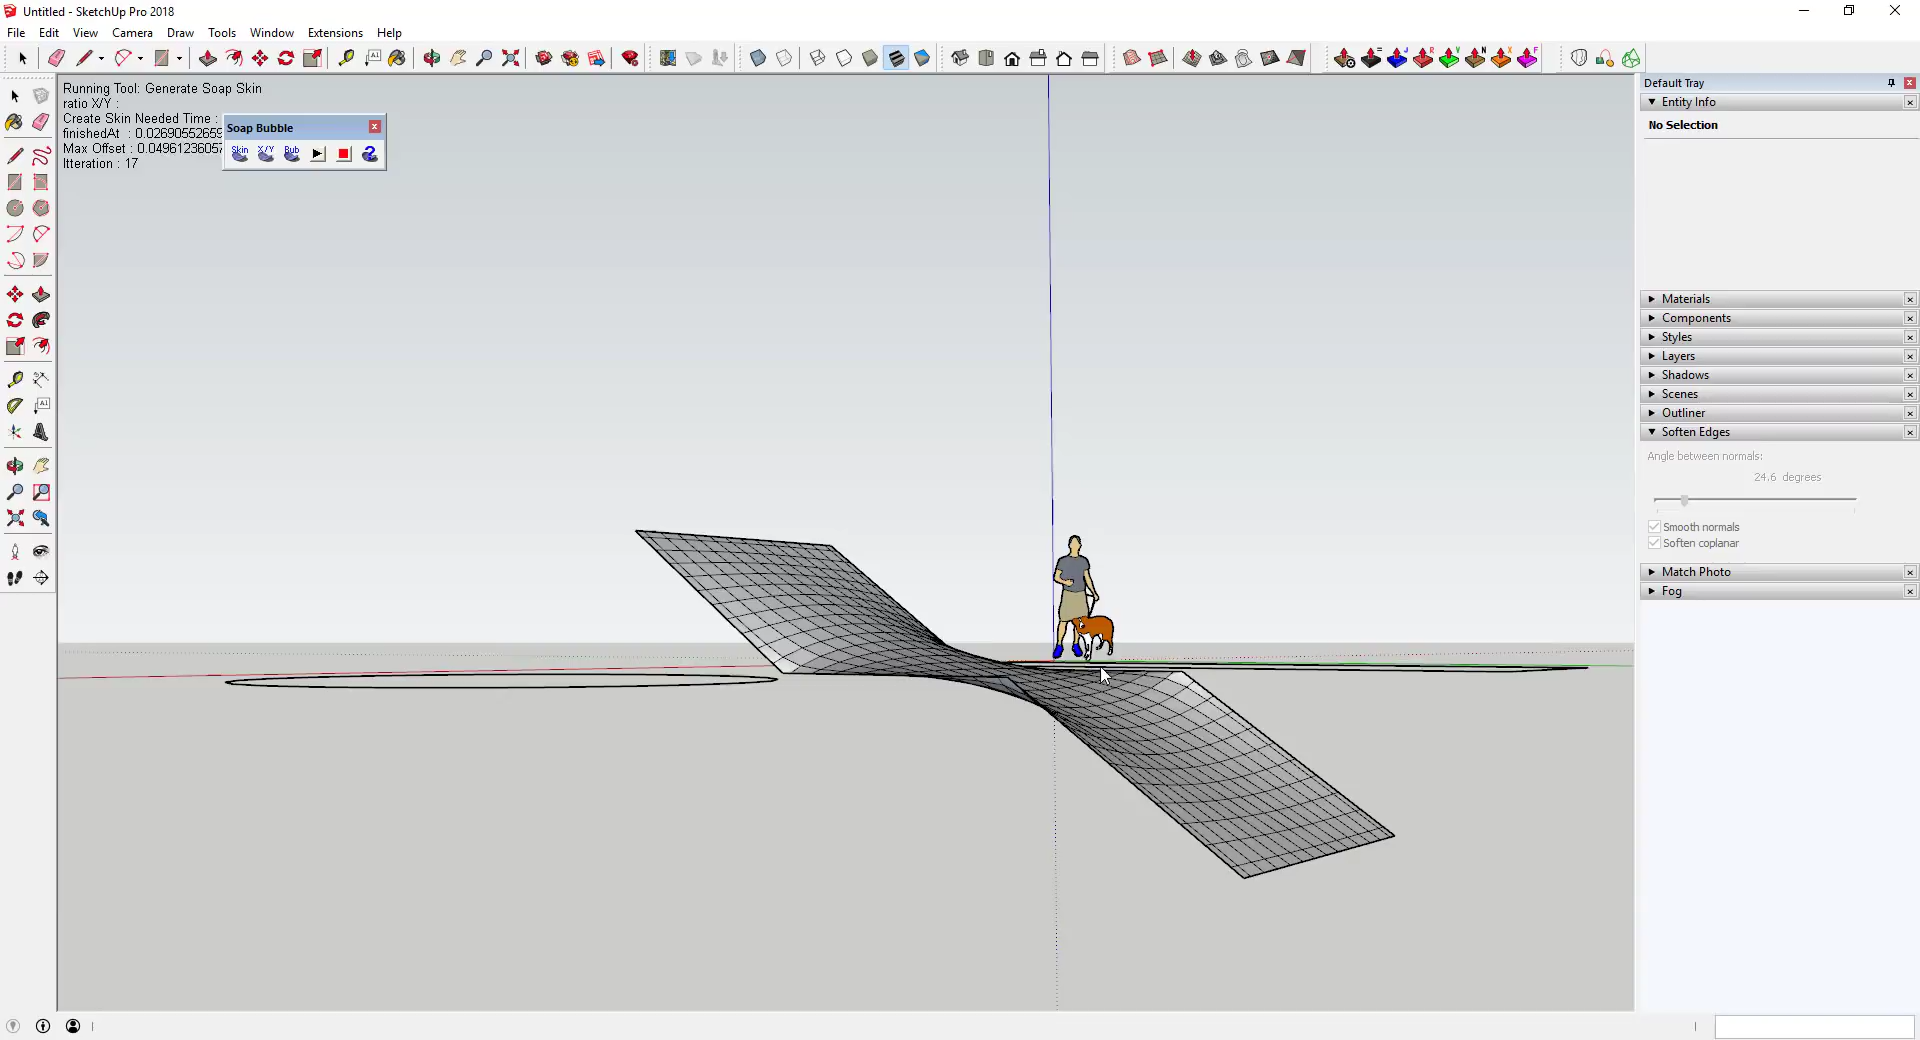 Untitled - SketchUp Pro 2018
File Edit View Camera Draw Tools Window Extensions Help
Running Tool: Generate Soap Skin
ratio X/Y :
Create Skin Needed Time :
finishedAt : 0.02690552659
Max Offset : 0.0496123605
Itteration : 17
Soap Bubble
Skin X/Y Bub
Default Tray
Entity Info
No Selection
Materials
Components
Styles
Layers
Shadows
Scenes
Outliner
Soften Edges
Angle between normals:
24.6 degrees
Smooth normals
Soften coplanar
Match Photo
Fog